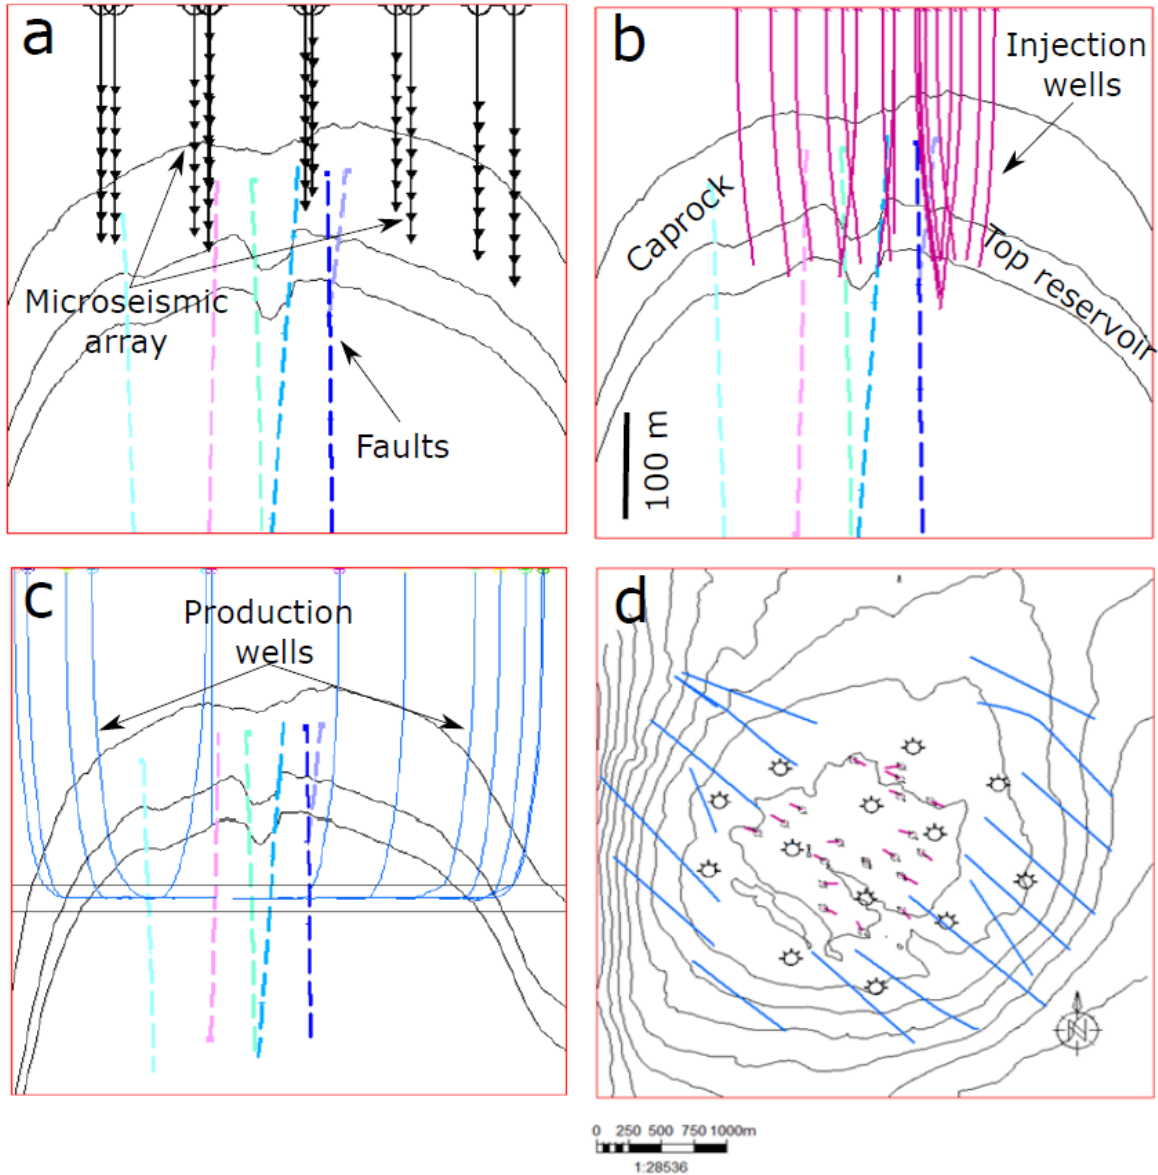 a
Microseismic
array
Faults
b
Injection
wells
Caprock
Top reservoir
100 m
c
Production
wells
d
N
0 250 500 750 1000m
1:28536